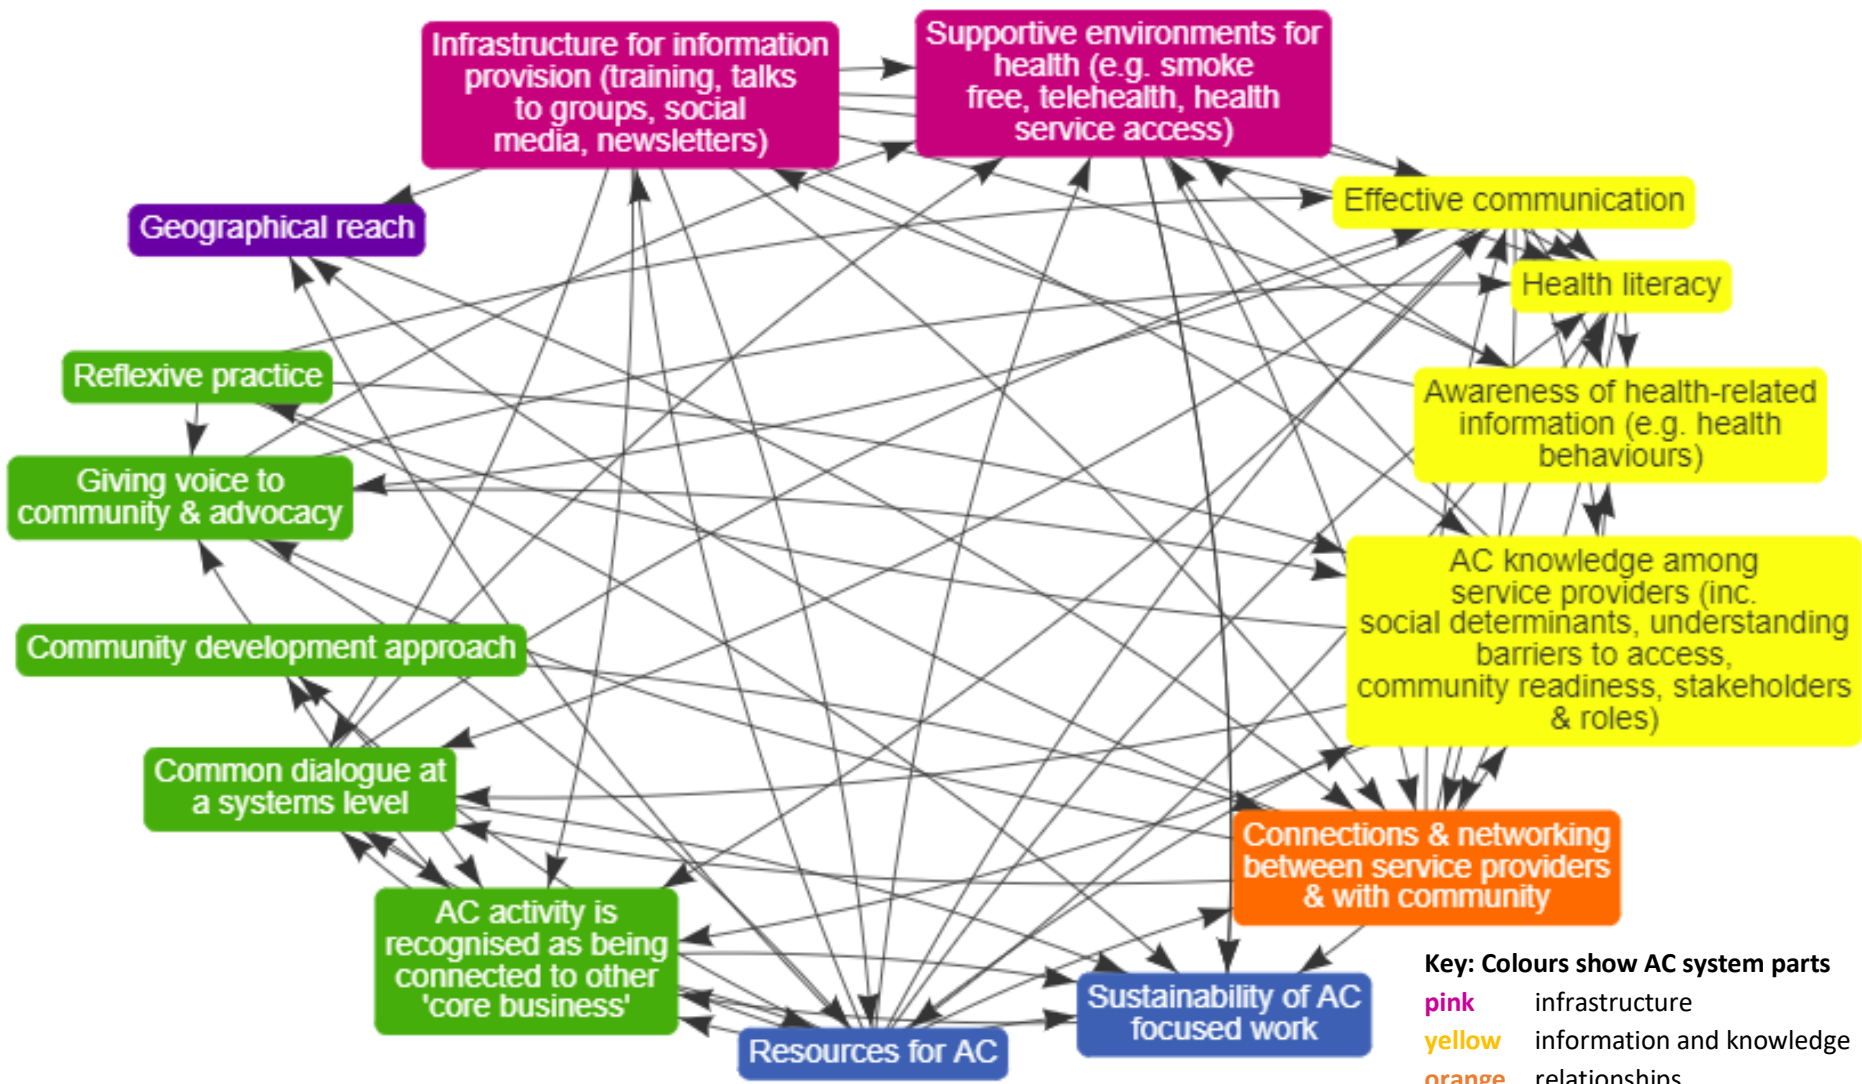 Infrastructure for information
provision (training, talks
to groups, social
media, newsletters)
Supportive environments for
health (e.g. smoke
free, telehealth, health
service access)
Effective communication
Geographical reach
Health literacy
Reflexive practice
Awareness of health-related
information (e.g. health
behaviours)
Giving voice to
community & advocacy
AC knowledge among
service providers (inc.
social determinants, understanding
barriers to access,
community readiness, stakeholders
& roles)
Community development approach
Common dialogue at
a systems level
Connections & networking
between service providers
& with community
AC activity is
recognised as being
connected to other
'core business'
Sustainability of AC
focused work
Resources for AC
Key: Colours show AC system parts
pink infrastructure
yellow information and knowledge
orange relationships